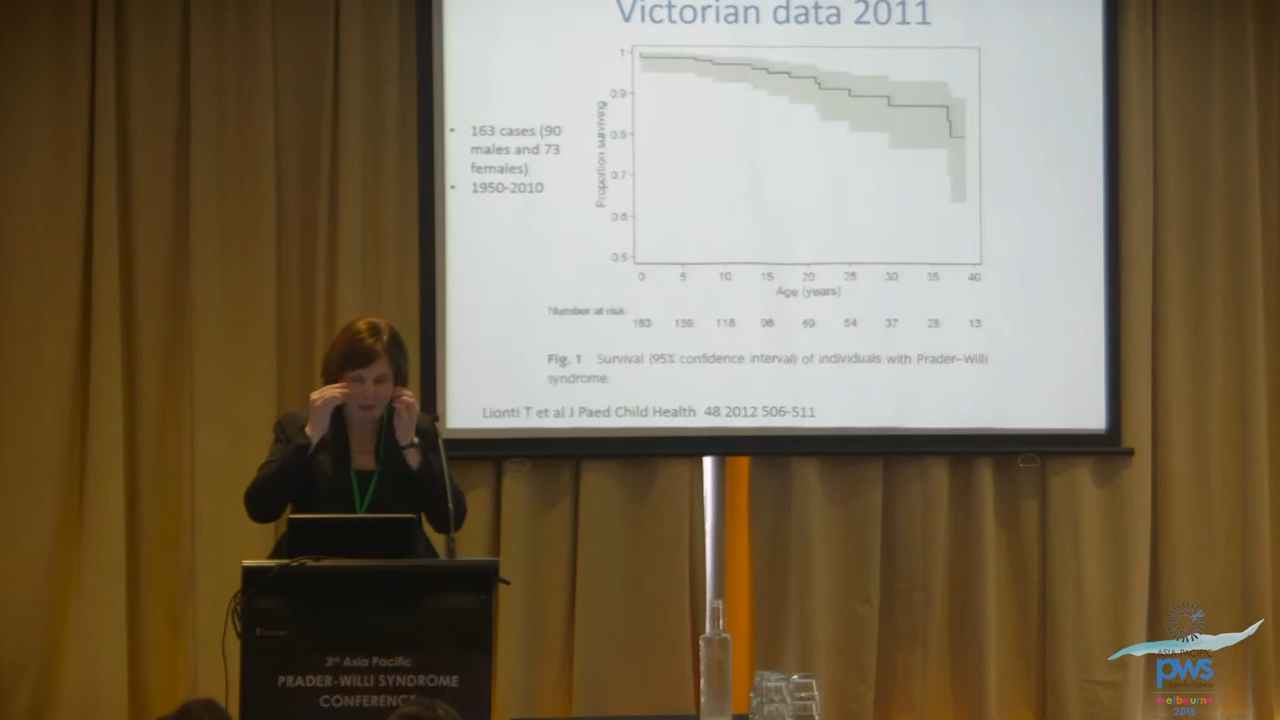 Victorian data 2011
• 163 cases (90
males and 73
females)
• 1950-2010
Proportion surviving
1
0.9
0.8
0.7
0.6
0.5
0 5 10 15 20 25 30 35 40
Age (years)
Number at risk
163 139 118 98 69 54 37 28 13
Fig. 1 Survival (95% confidence interval) of individuals with Prader–Willi
syndrome.
Lionti T et al J Paed Child Health 48 2012 506-511
3rd Asia Pacific
PRADER-WILLI SYNDROME
CONFERENCE
ASIA PACIFIC
pws
conference
melbourne
2015